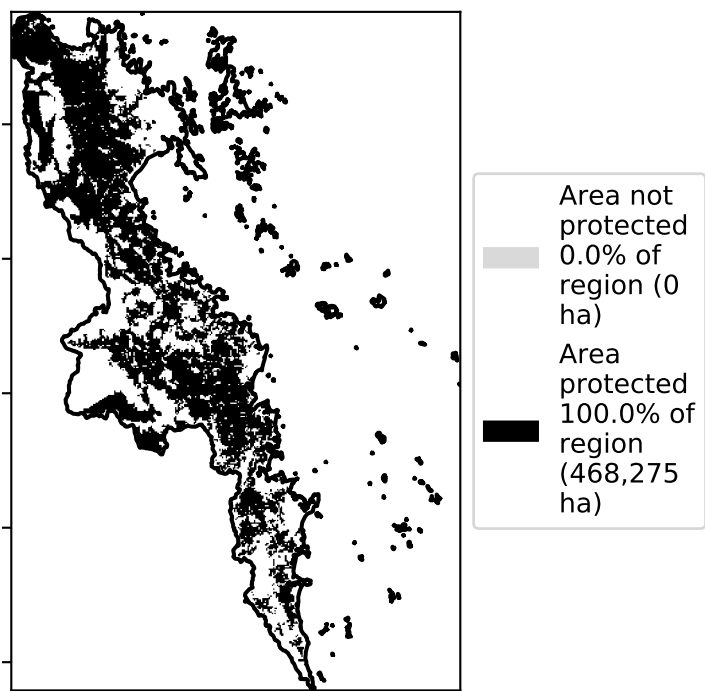 Area not
protected
0.0% of
region (0
ha)
Area
protected
100.0% of
region
(468,275
ha)